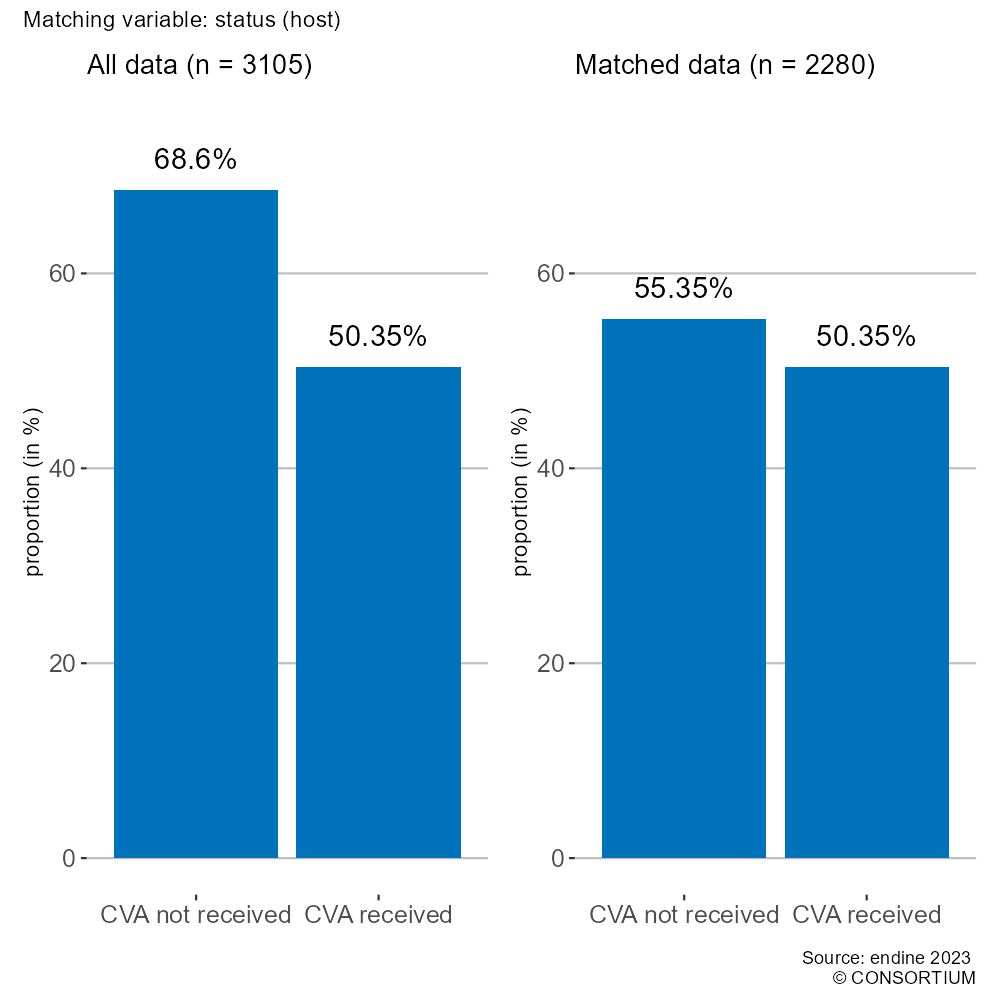 Matching variable: status (host)
All data (n = 3105)
68.6%
50.35%
60
40
20
0
proportion (in %)
CVA not received
CVA received
Matched data (n = 2280)
55.35%
50.35%
60
40
20
0
proportion (in %)
CVA not received
CVA received
Source: endine 2023
© CONSORTIUM